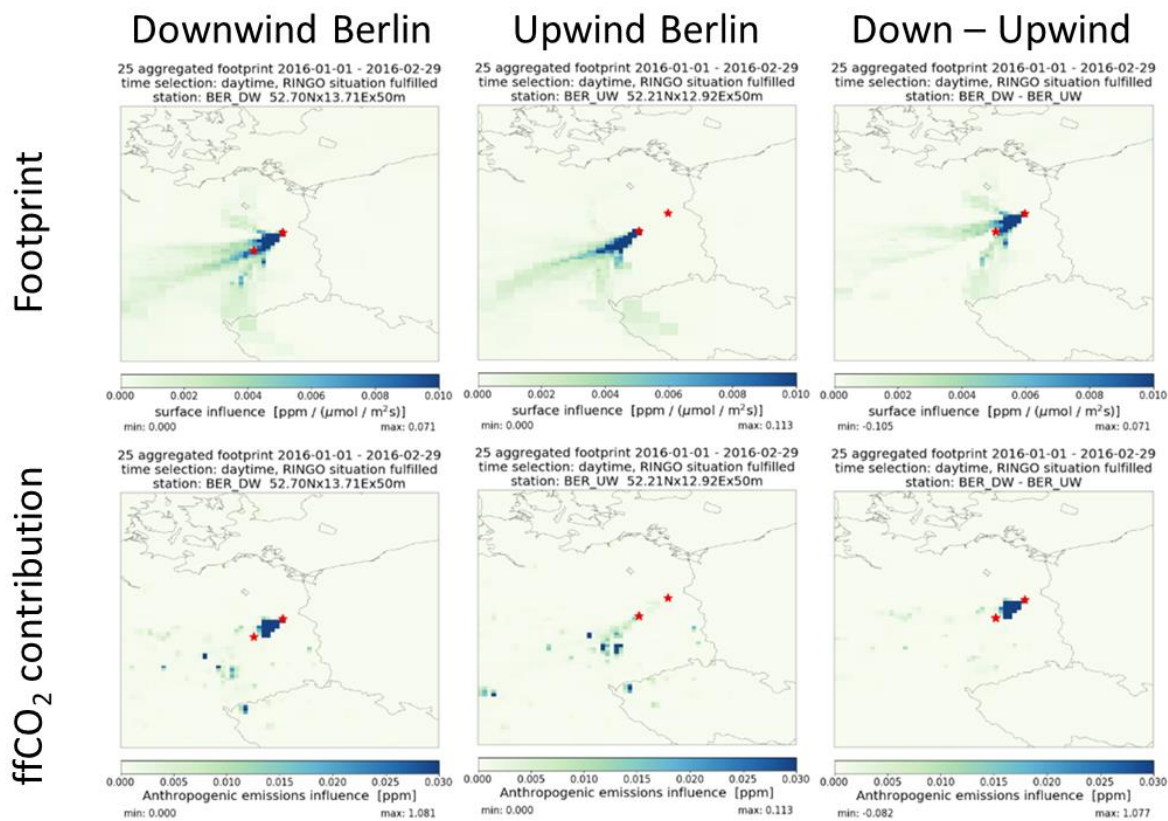 Downwind Berlin
Upwind Berlin
Down – Upwind
Footprint
25 aggregated footprint 2016-01-01 - 2016-02-29
time selection: daytime, RINGO situation fulfilled
station: BER_DW 52.70Nx13.71Ex50m
0.000 0.002 0.004 0.006 0.008 0.010
surface influence [ppm / (μmol / m²s)]
min: 0.000 max: 0.071
25 aggregated footprint 2016-01-01 - 2016-02-29
time selection: daytime, RINGO situation fulfilled
station: BER_UW 52.21Nx12.92Ex50m
0.000 0.002 0.004 0.006 0.008 0.010
surface influence [ppm / (μmol / m²s)]
min: 0.000 max: 0.113
25 aggregated footprint 2016-01-01 - 2016-02-29
time selection: daytime, RINGO situation fulfilled
station: BER_DW - BER_UW
0.000 0.002 0.004 0.006 0.008 0.010
surface influence [ppm / (μmol / m²s)]
min: -0.105 max: 0.071
ffCO₂ contribution
25 aggregated footprint 2016-01-01 - 2016-02-29
time selection: daytime, RINGO situation fulfilled
station: BER_DW 52.70Nx13.71Ex50m
0.000 0.005 0.010 0.015 0.020 0.025 0.030
Anthropogenic emissions influence [ppm]
min: 0.000 max: 1.081
25 aggregated footprint 2016-01-01 - 2016-02-29
time selection: daytime, RINGO situation fulfilled
station: BER_UW 52.21Nx12.92Ex50m
0.000 0.005 0.010 0.015 0.020 0.025 0.030
Anthropogenic emissions influence [ppm]
min: 0.000 max: 0.113
25 aggregated footprint 2016-01-01 - 2016-02-29
time selection: daytime, RINGO situation fulfilled
station: BER_DW - BER_UW
0.000 0.005 0.010 0.015 0.020 0.025 0.030
Anthropogenic emissions influence [ppm]
min: -0.082 max: 1.077